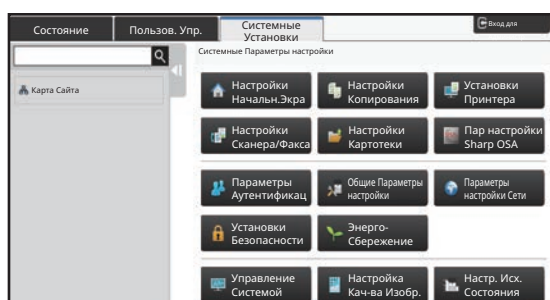 Состояние
Пользов. Упр.
Системные
Установки
Вход для
Системные Параметры настройки
Карта Сайта
Настройки
Начальн.Экра
Настройки
Копирования
Установки
Принтера
Настройки
Сканера/Факса
Настройки
Картотеки
Пар настройки
Sharp OSA
Параметры
Аутентификац
Общие Параметры
настройки
Параметры
настройки Сети
Установки
Безопасности
Энерго-
Сбережение
Управление
Системой
Настройка
Кач-ва Изобр.
Настр. Исх.
Состояния